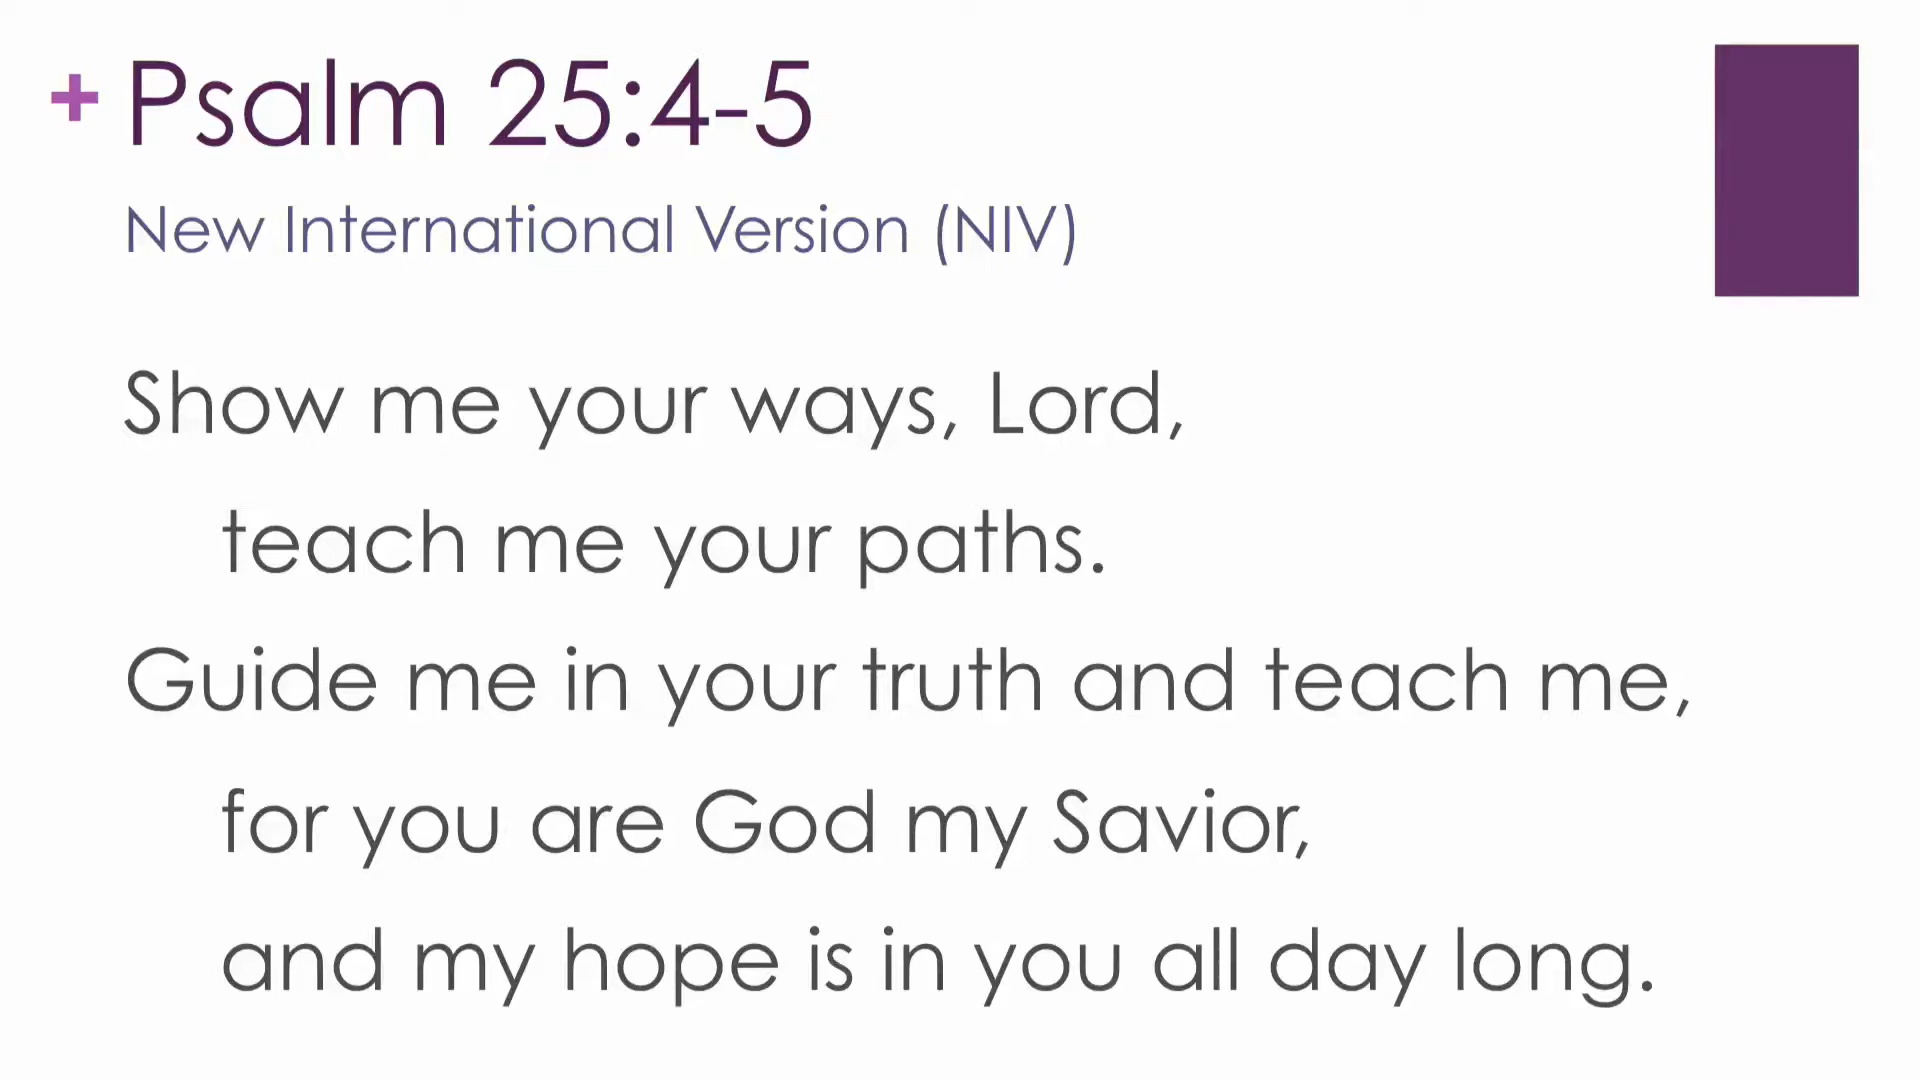 + Psalm 25:4-5
New International Version (NIV)
Show me your ways, Lord,
teach me your paths.
Guide me in your truth and teach me,
for you are God my Savior,
and my hope is in you all day long.